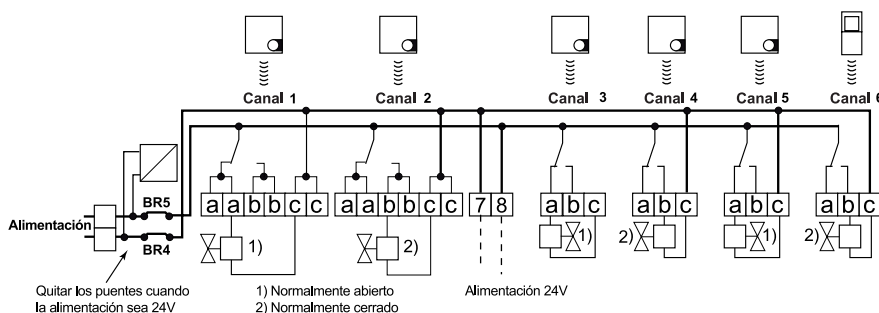 Canal 1 Canal 2 Canal 3 Canal 4 Canal 5 Canal 6
BR5
a a b b c c a a b b c c 7 8 a b c a b c a b c a b c
Alimentación
BR4
1) 2) 1) 2) 1) 2)
Quitar los puentes cuando
la alimentación sea 24V
1) Normalmente abierto
2) Normalmente cerrado
Alimentación 24V